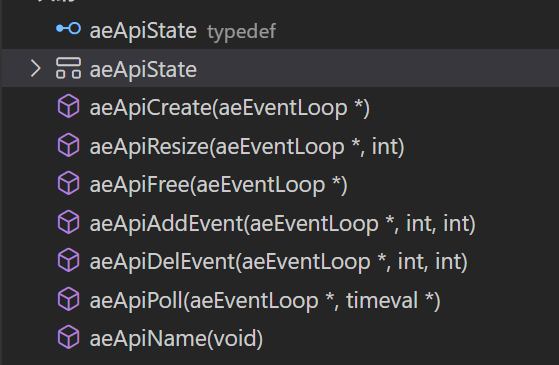 aeApiState typedef
aeApiState
aeApiCreate(aeEventLoop *)
aeApiResize(aeEventLoop *, int)
aeApiFree(aeEventLoop *)
aeApiAddEvent(aeEventLoop *, int, int)
aeApiDelEvent(aeEventLoop *, int, int)
aeApiPoll(aeEventLoop *, timeval *)
aeApiName(void)